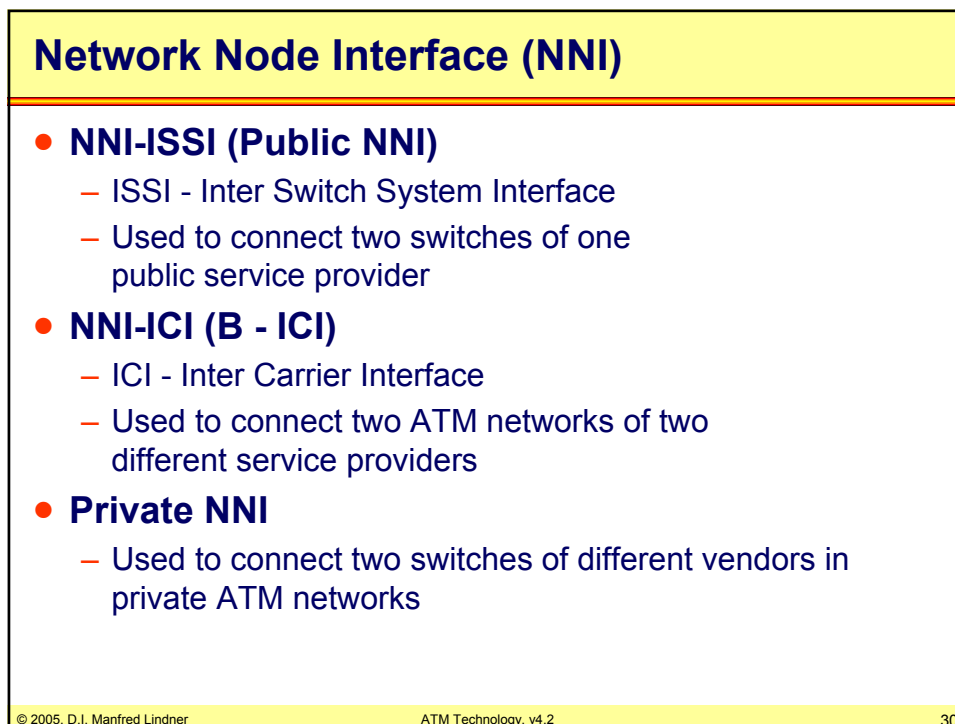 Network Node Interface (NNI)
● NNI-ISSI (Public NNI)
– ISSI - Inter Switch System Interface
– Used to connect two switches of one
public service provider
● NNI-ICI (B - ICI)
– ICI - Inter Carrier Interface
– Used to connect two ATM networks of two
different service providers
● Private NNI
– Used to connect two switches of different vendors in
private ATM networks
© 2005, D.I. Manfred Lindner
ATM Technology, v4.2
30